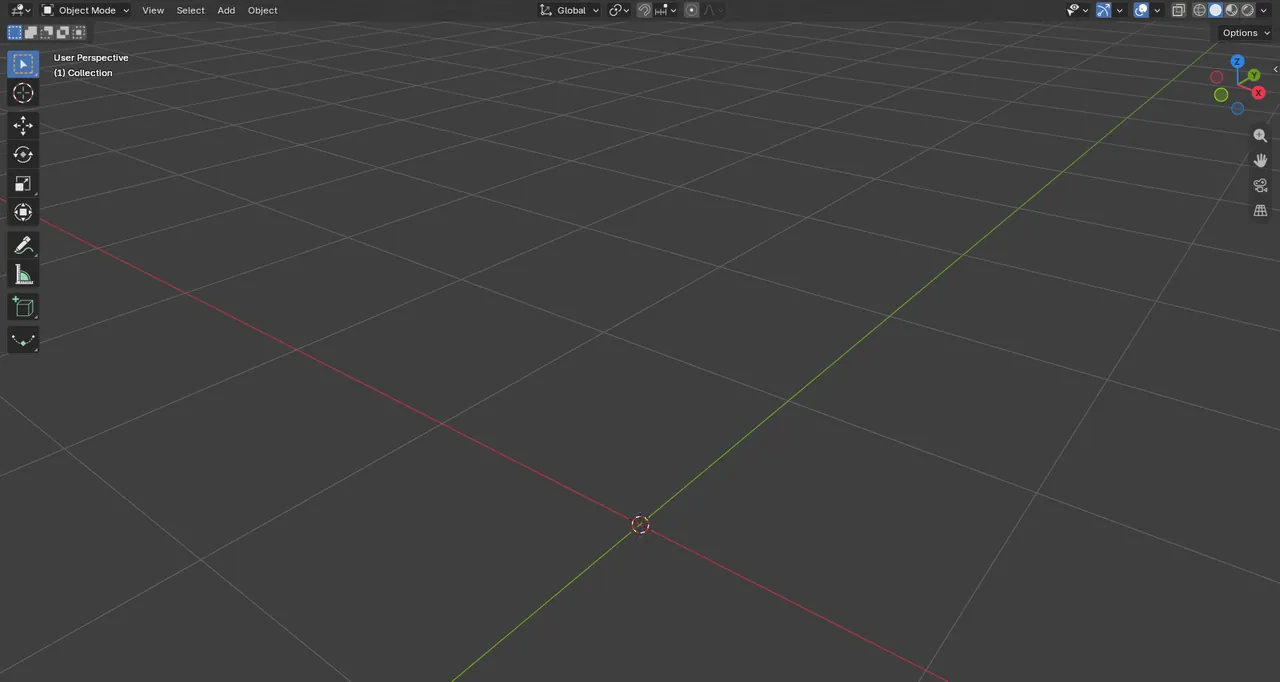 Object Mode View Select Add Object Global
Options
User Perspective
(1) Collection
Z
Y
X